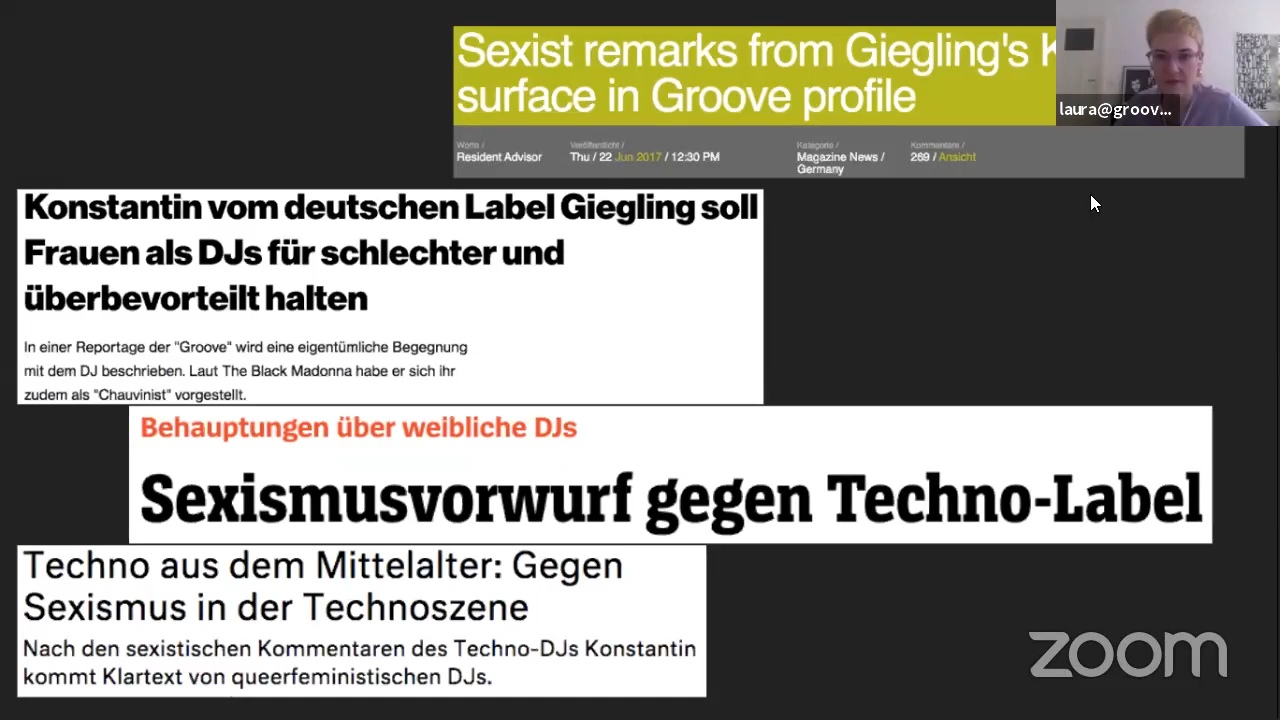 Sexist remarks from Giegling's K
surface in Groove profile
laura@groov...
Worte / Veröffentlicht / Kategorie / Kommentare /
Resident Advisor Thu / 22 Jun 2017 / 12:30 PM Magazine News / 269 / Ansicht
Germany
Konstantin vom deutschen Label Giegling soll
Frauen als DJs für schlechter und
überbevorteilt halten
In einer Reportage der "Groove" wird eine eigentümliche Begegnung
mit dem DJ beschrieben. Laut The Black Madonna habe er sich ihr
zudem als "Chauvinist" vorgestellt.
Behauptungen über weibliche DJs
Sexismusvorwurf gegen Techno-Label
Techno aus dem Mittelalter: Gegen
Sexismus in der Technoszene
Nach den sexistischen Kommentaren des Techno-DJs Konstantin
kommt Klartext von queerfeministischen DJs.
zoom